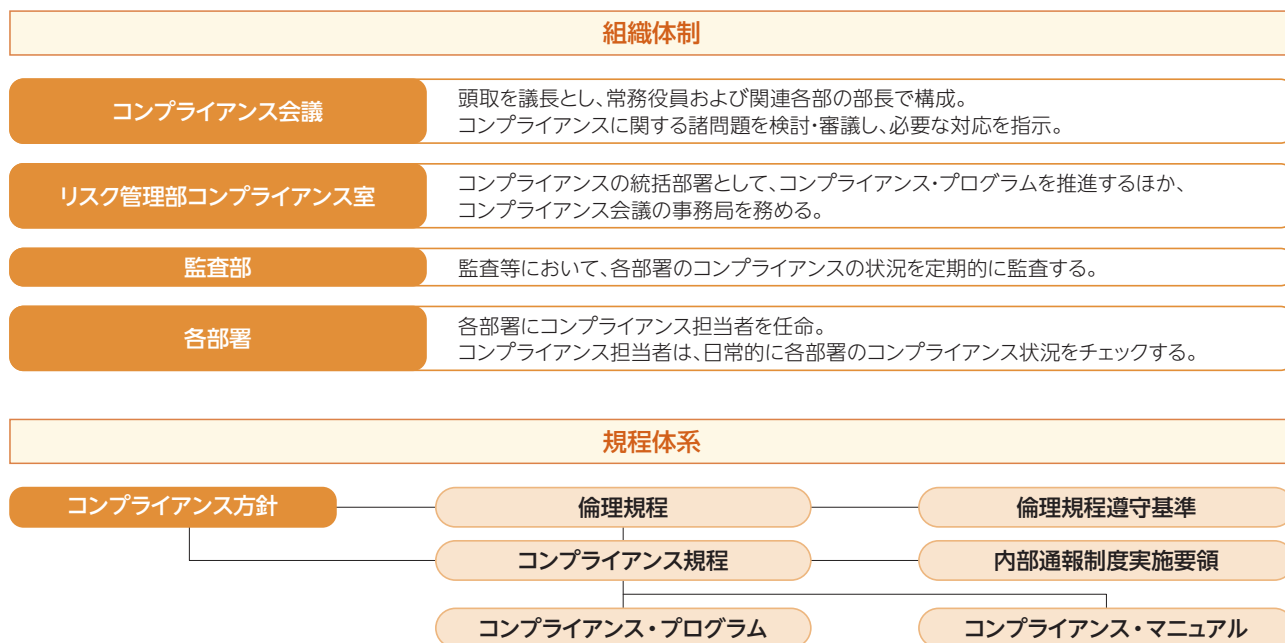 組織体制
コンプライアンス会議
頭取を議長とし、常務役員および関連各部の部長で構成。
コンプライアンスに関する諸問題を検討・審議し、必要な対応を指示。
リスク管理部コンプライアンス室
コンプライアンスの統括部署として、コンプライアンス・プログラムを推進するほか、
コンプライアンス会議の事務局を務める。
監査部
監査等において、各部署のコンプライアンスの状況を定期的に監査する。
各部署
各部署にコンプライアンス担当者を任命。
コンプライアンス担当者は、日常的に各部署のコンプライアンス状況をチェックする。
規程体系
コンプライアンス方針
倫理規程
倫理規程遵守基準
コンプライアンス規程
内部通報制度実施要領
コンプライアンス・プログラム
コンプライアンス・マニュアル